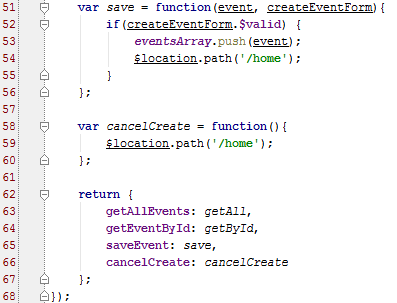 51 var save = function(event, createEventForm){
52 if(createEventForm.$valid) {
53 eventsArray.push(event);
54 $location.path('/home');
55 }
56 };
57
58 var cancelCreate = function(){
59 $location.path('/home');
60 };
61
62 return {
63 getAllEvents: getAll,
64 getEventById: getById,
65 saveEvent: save,
66 cancelCreate: cancelCreate
67 };
68 });